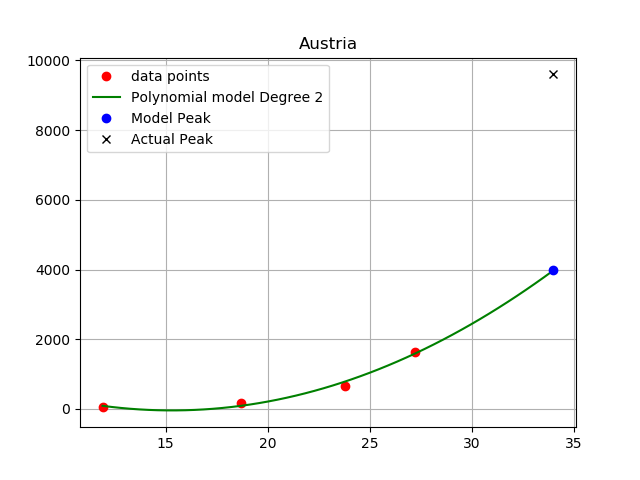 Austria
data points
Polynomial model Degree 2
Model Peak
Actual Peak
10000
8000
6000
4000
2000
0
15 20 25 30 35